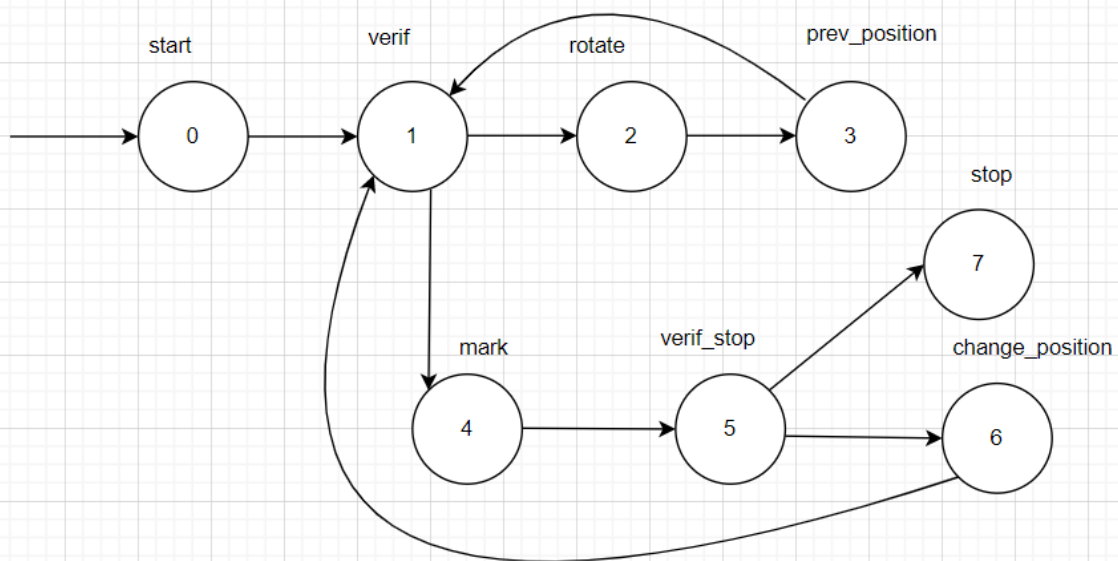 start
verif
rotate
prev_position
0
1
2
3
stop
7
mark
verif_stop
change_position
4
5
6